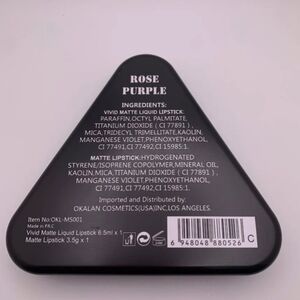 ROSE
PURPLE
INGREDIENTS:
VIVID MATTE LIQUID LIPSTICK:
PARAFFIN,OCTYL PALMITATE,
TITANIUM DIOXIDE ( CI 77891 )
,MICA,TRIDECYL TRIMELLITATE,KAOLIN,
MANGANESE VIOLET,PHENOXYETHANOL,
CI 77491,CI 77492,CI 15985:1.
MATTE LIPSTICK:HYDROGENATED
STYRENE/ISOPRENE COPOLYMER,MINERAL OIL,
KAOLIN,MICA,TITANIUM DIOXIDE ( CI 77891 ) ,
MANGANESE VIOLET,PHENOXYETHANOL,
CI 77491,CI 77492,CI 15985:1.
Imported and Distributed By:
OKALAN COSMETICS(USA)INC,LOS ANGELES.
Item No:OKL-MS001
Made in P.R.C
Vivid Matte Liquid Lipstick 6.5ml x 1
Matte Lipstick 3.5g x 1
6 948048 880526 C